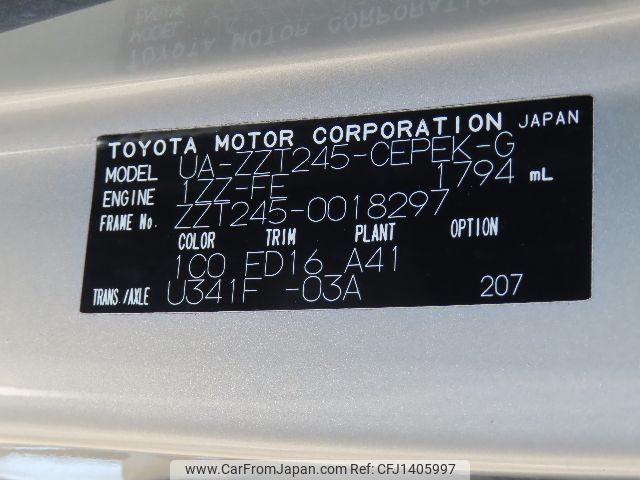 TOYOTA MOTOR CORPORATION JAPAN
MODEL UA-ZZT245-CEPEK-G
ENGINE 1ZZ-FE 1794 mL
FRAME No. ZZT245-0018297
COLOR TRIM PLANT OPTION
1C0 FD16 A41
TRANS./AXLE U341F -03A 207
www.CarFromJapan.com | CFJ1405997